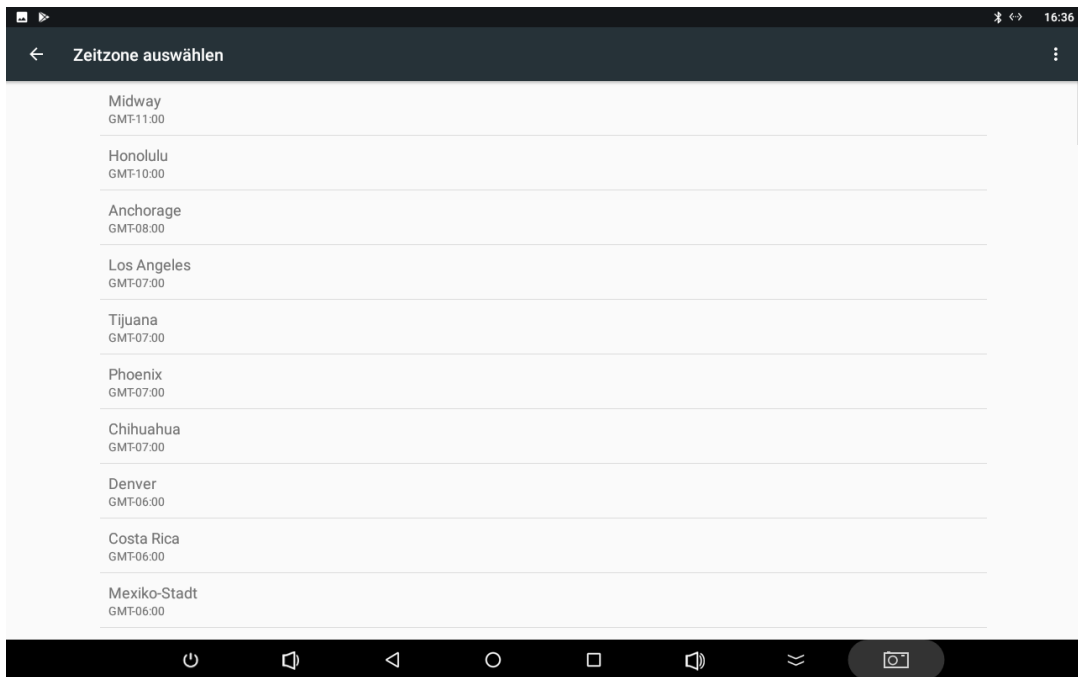 16:36
Zeitzone auswählen
Midway
GMT-11:00
Honolulu
GMT-10:00
Anchorage
GMT-08:00
Los Angeles
GMT-07:00
Tijuana
GMT-07:00
Phoenix
GMT-07:00
Chihuahua
GMT-07:00
Denver
GMT-06:00
Costa Rica
GMT-06:00
Mexiko-Stadt
GMT-06:00